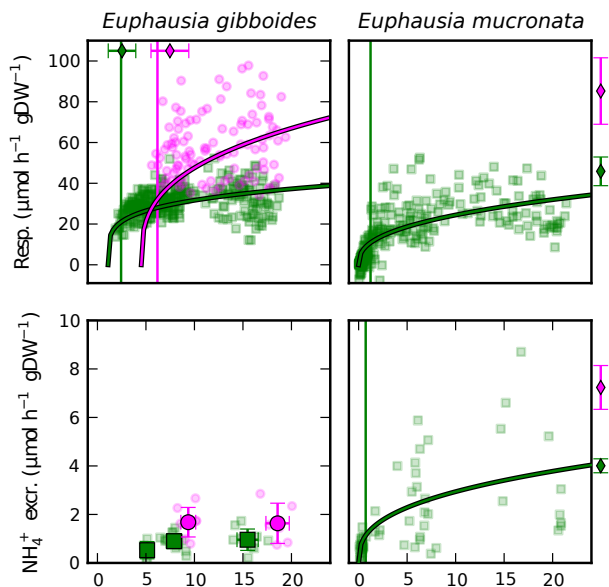 Euphausia gibboides
Euphausia mucronata
Resp. (μmol h⁻¹ gDW⁻¹)
100
80
60
40
20
0
NH₄⁺ excr. (μmol h⁻¹ gDW⁻¹)
10
8
6
4
2
0
0 5 10 15 20
0 5 10 15 20